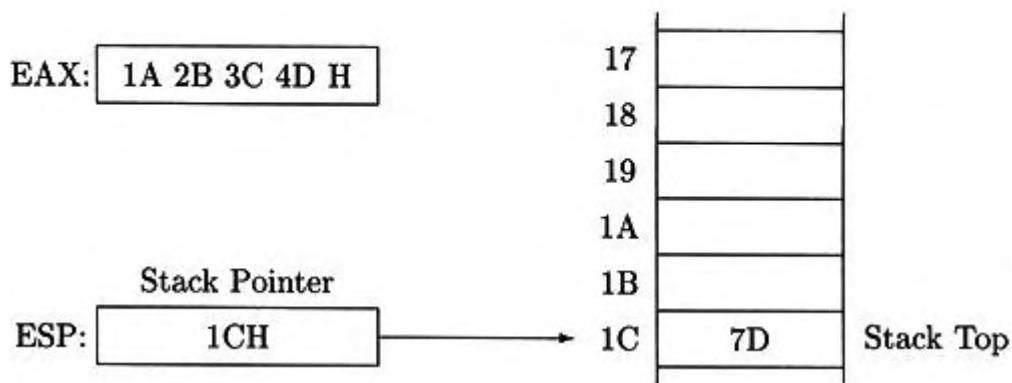 EAX: 1A 2B 3C 4D H
Stack Pointer
ESP: 1CH
17
18
19
1A
1B
1C 7D Stack Top